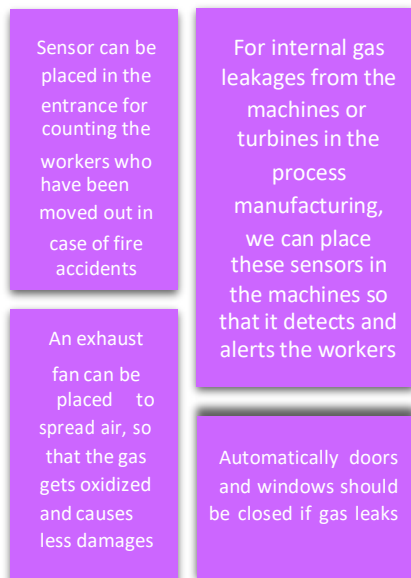 Sensor can be
placed in the
entrance for
counting the
workers who
have been
moved out in
case of fire
accidents
For internal gas
leakages from the
machines or
turbines in the
process
manufacturing,
we can place
these sensors in
the machines so
that it detects and
alerts the workers
An exhaust
fan can be
placed to
spread air, so
that the gas
gets oxidized
and causes
less damages
Automatically doors
and windows should
be closed if gas leaks